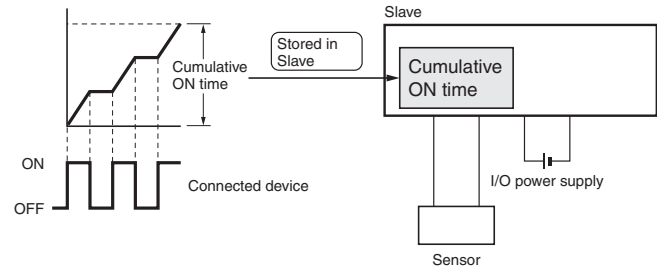 Slave
Stored in
Slave
Cumulative
ON time
Cumulative
ON time
ON
OFF
Connected device
I/O power supply
Sensor